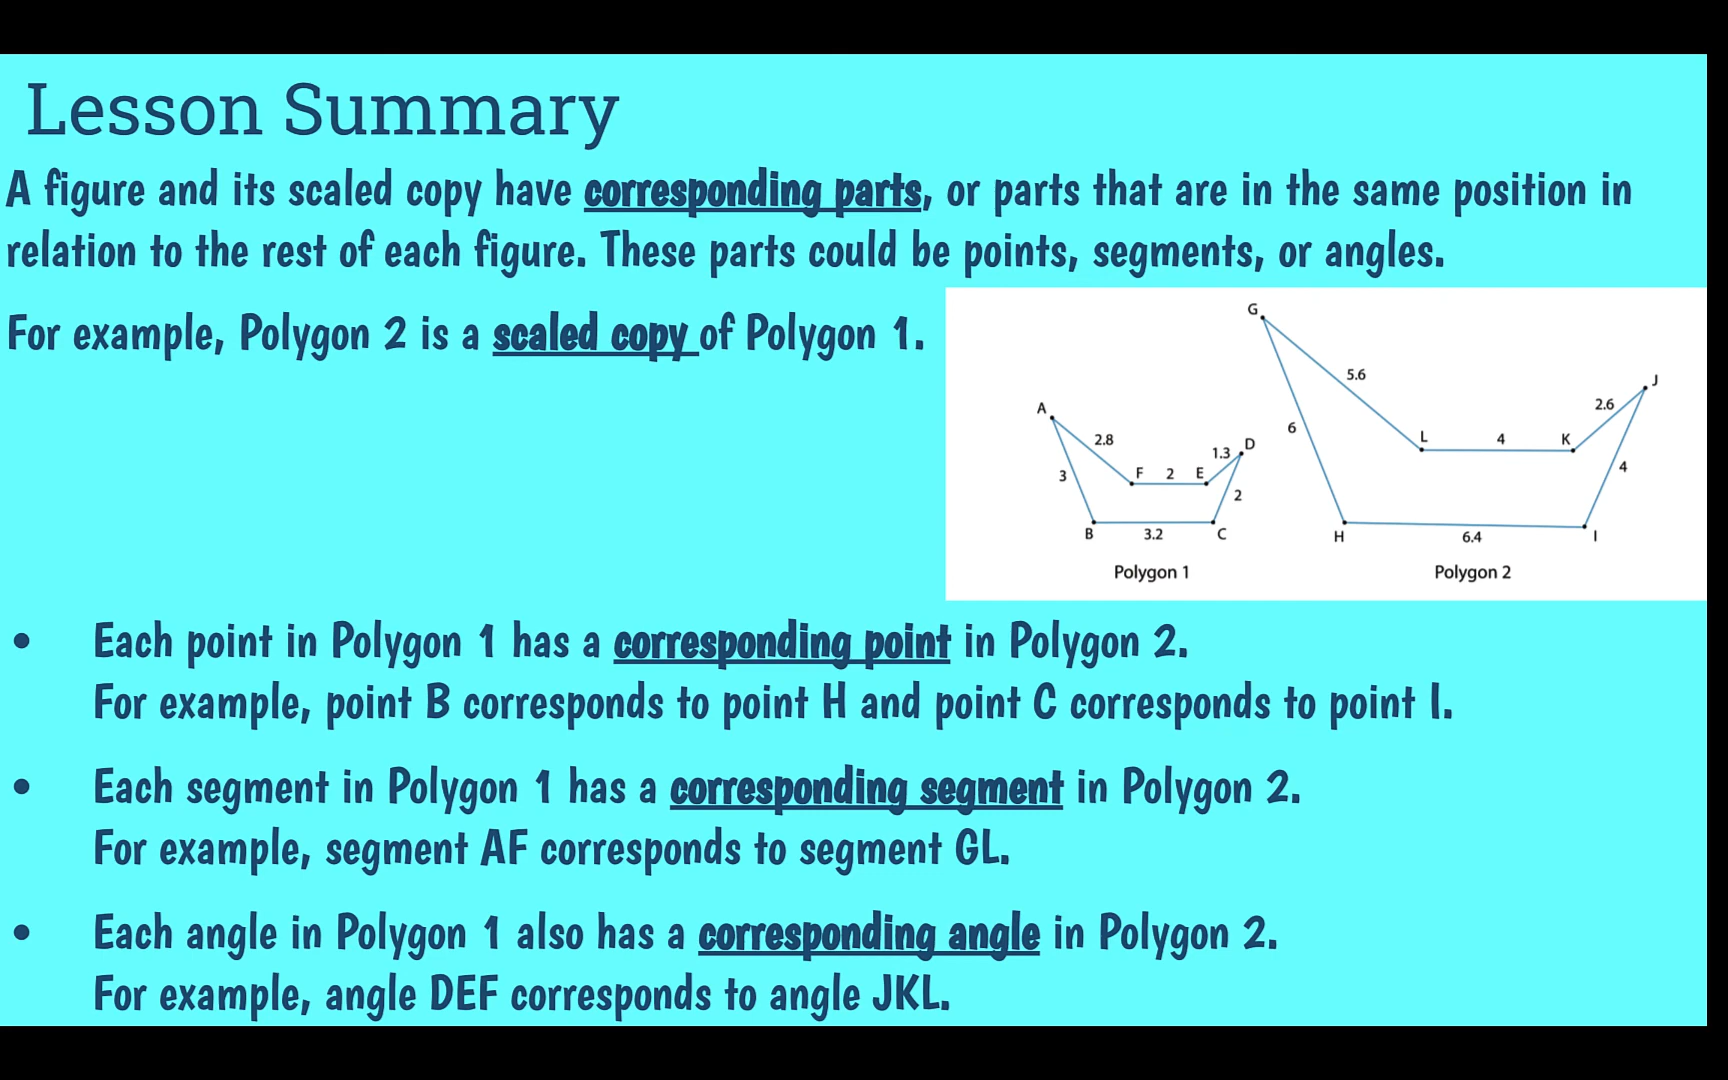 Lesson Summary
A figure and its scaled copy have corresponding parts, or parts that are in the same position in
relation to the rest of each figure. These parts could be points, segments, or angles.
For example, Polygon 2 is a scaled copy of Polygon 1.
G
5.6
J
2.6
A
6
L
4
K
2.8
D
1.3
4
3
F
2
E
2
B
3.2
C
H
6.4
I
Polygon 1
Polygon 2
• Each point in Polygon 1 has a corresponding point in Polygon 2.
For example, point B corresponds to point H and point C corresponds to point I.
• Each segment in Polygon 1 has a corresponding segment in Polygon 2.
For example, segment AF corresponds to segment GL.
• Each angle in Polygon 1 also has a corresponding angle in Polygon 2.
For example, angle DEF corresponds to angle JKL.